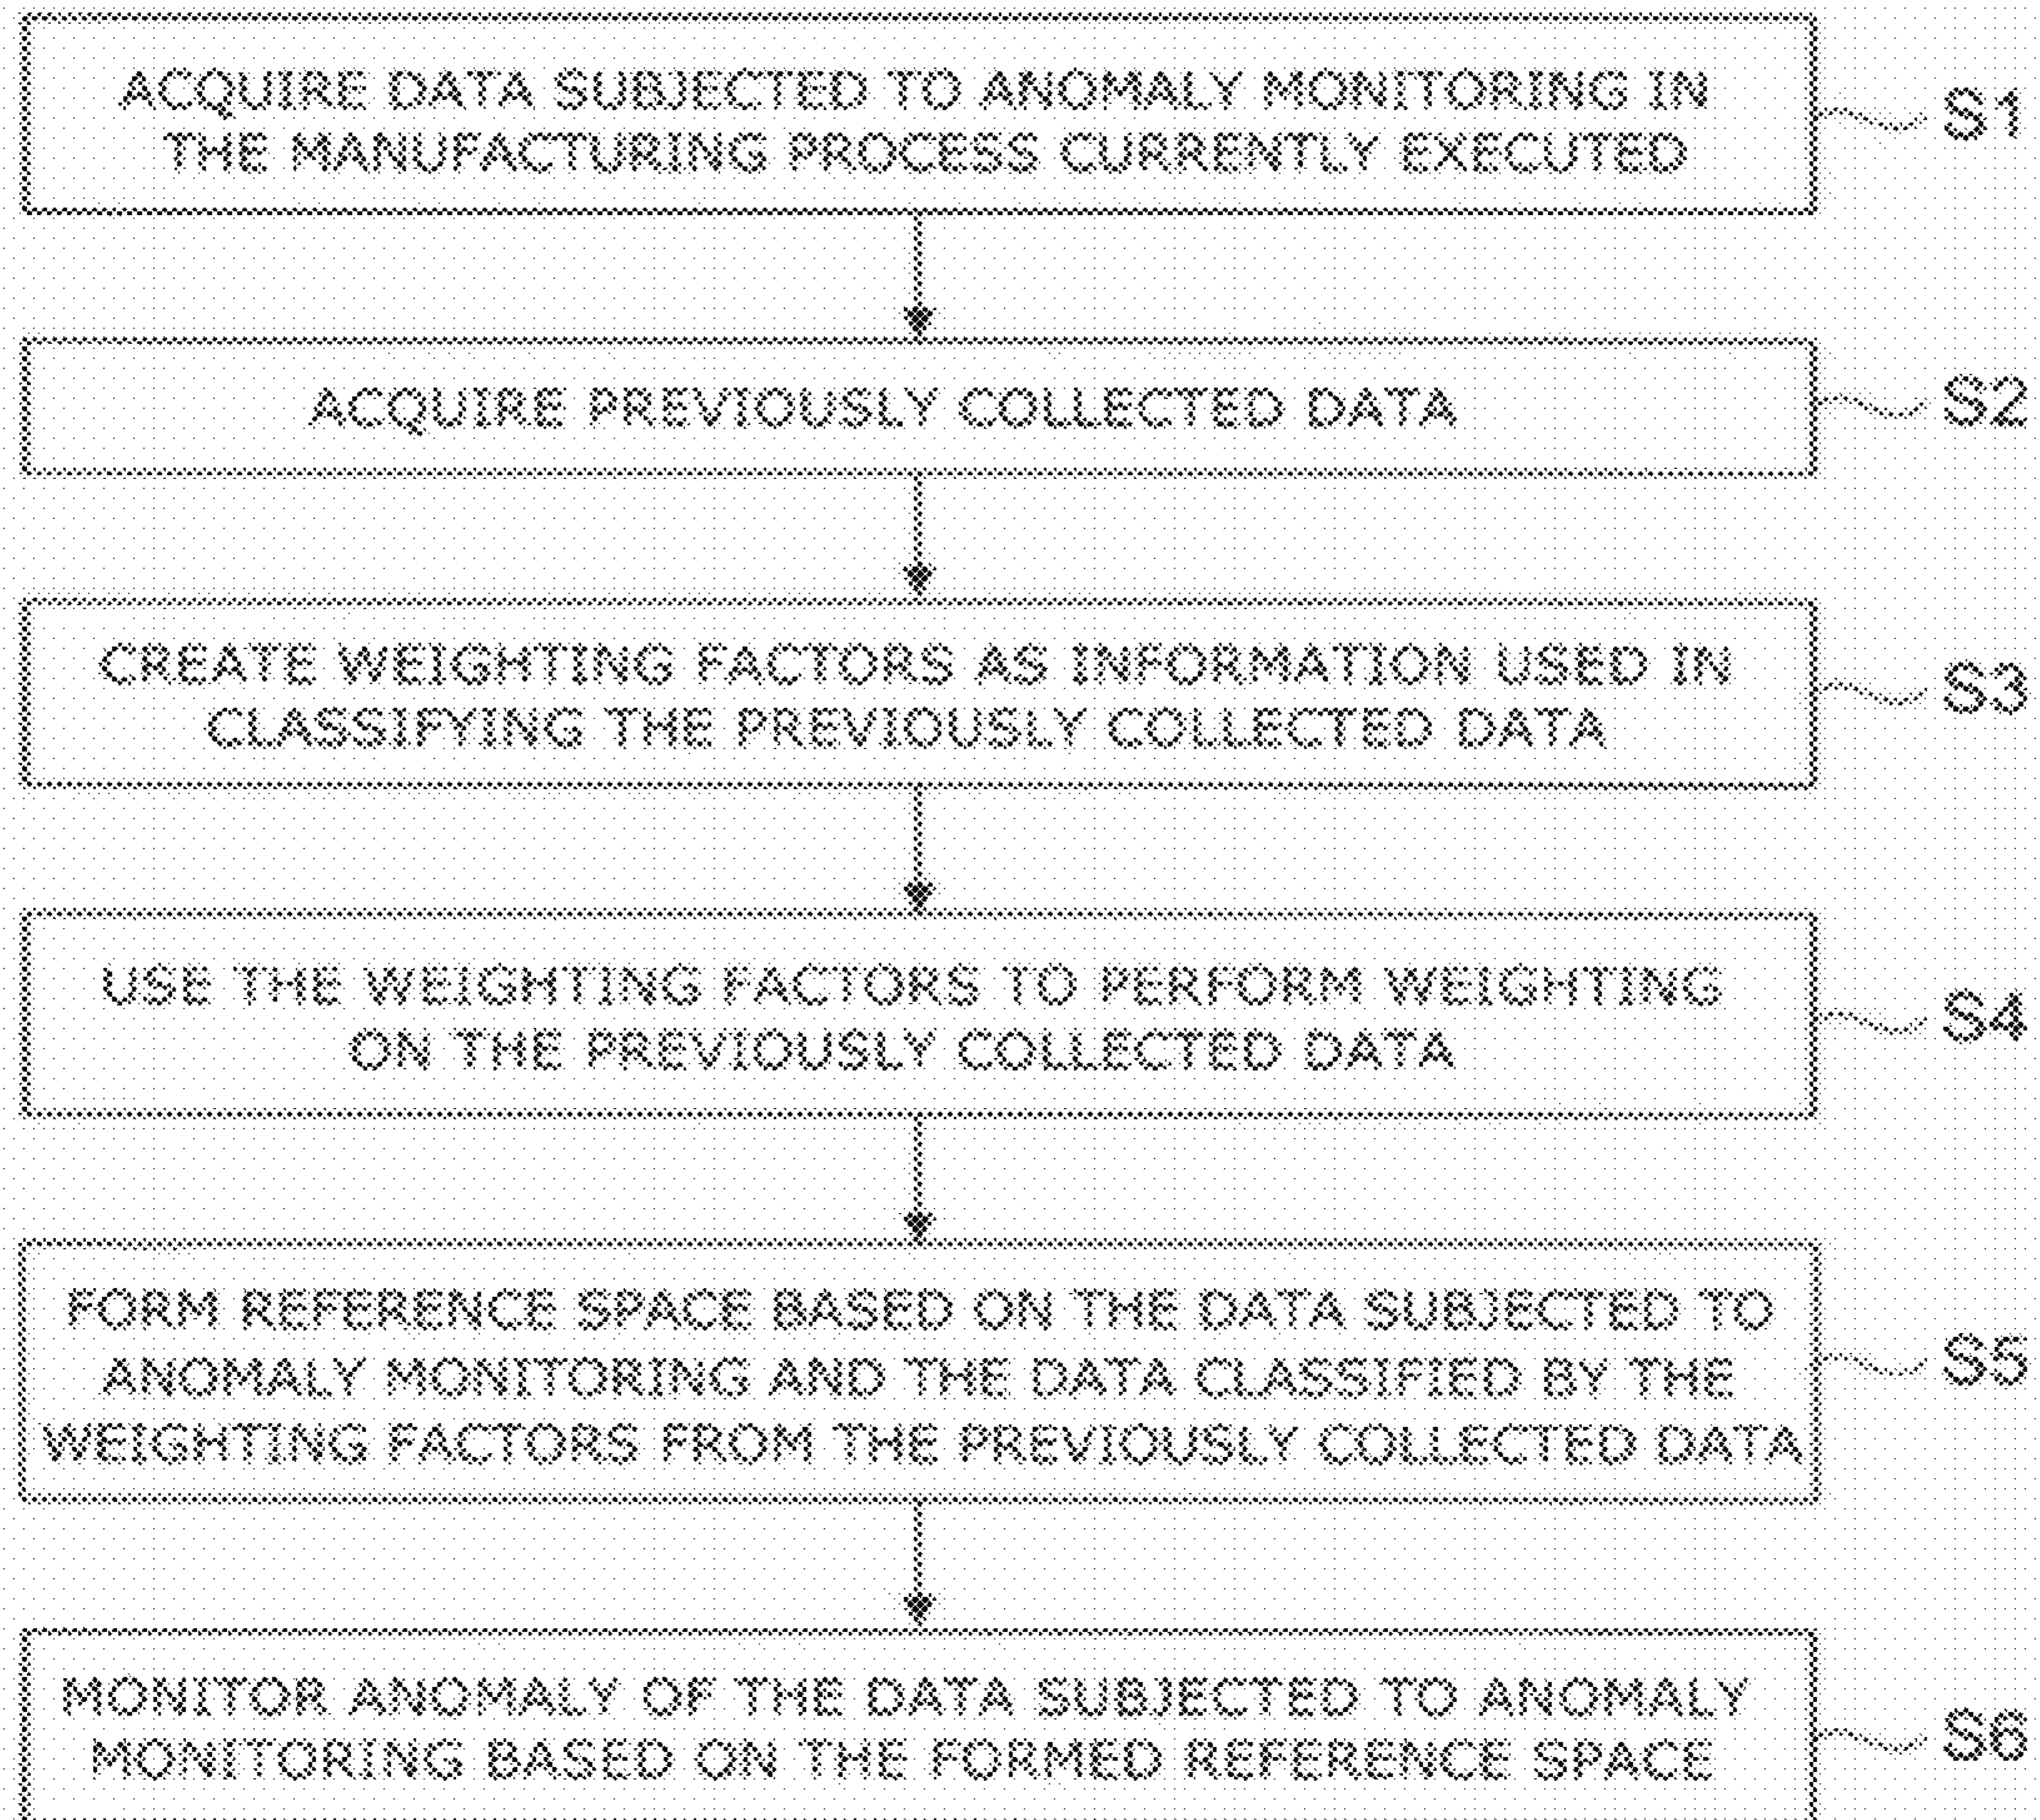 ACQUIRE DATA SUBJECTED TO ANOMALY MONITORING IN
THE MANUFACTURING PROCESS CURRENTLY EXECUTED
S1
ACQUIRE PREVIOUSLY COLLECTED DATA
S2
CREATE WEIGHTING FACTORS AS INFORMATION USED IN
CLASSIFYING THE PREVIOUSLY COLLECTED DATA
S3
USE THE WEIGHTING FACTORS TO PERFORM WEIGHTING
ON THE PREVIOUSLY COLLECTED DATA
S4
FORM REFERENCE SPACE BASED ON THE DATA SUBJECTED TO
ANOMALY MONITORING AND THE DATA CLASSIFIED BY THE
WEIGHTING FACTORS FROM THE PREVIOUSLY COLLECTED DATA
S5
MONITOR ANOMALY OF THE DATA SUBJECTED TO ANOMALY
MONITORING BASED ON THE FORMED REFERENCE SPACE
S6